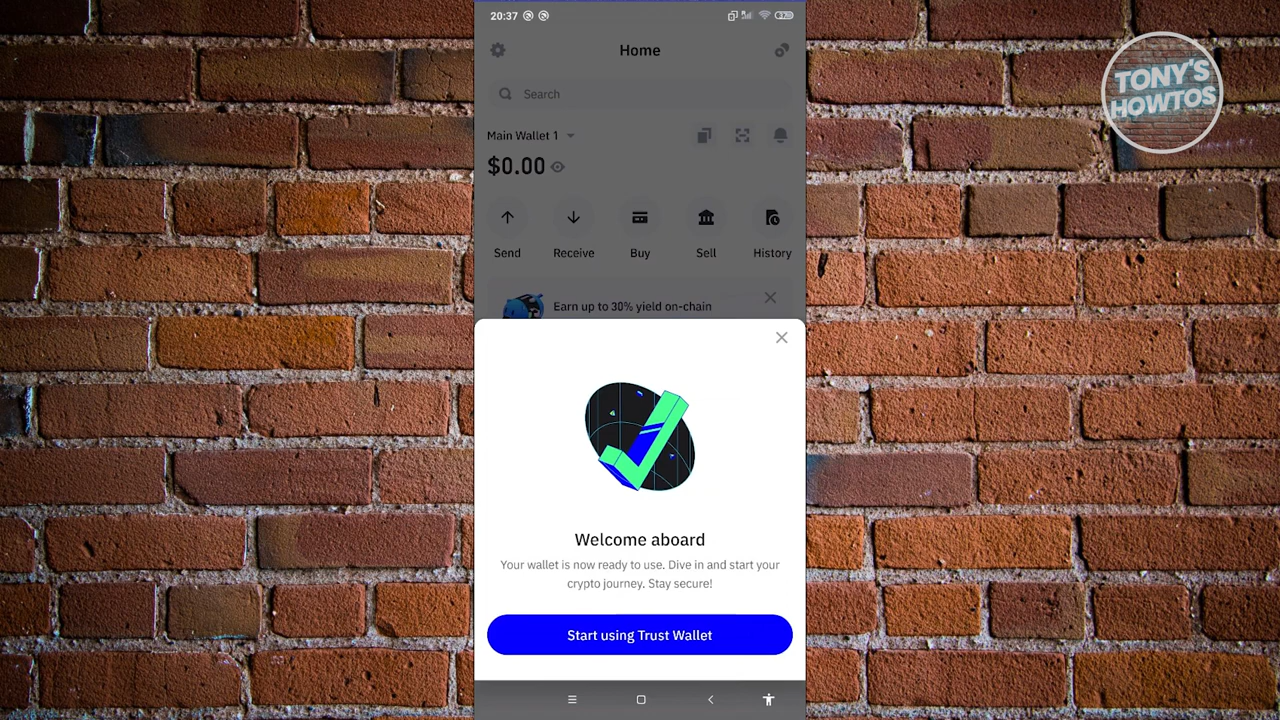 20:37
Home
TONY'S
HOWTOS
Search
Main Wallet 1
$0.00
Send Receive Buy Sell History
Earn up to 30% yield on-chain
Welcome aboard
Your wallet is now ready to use. Dive in and start your
crypto journey. Stay secure!
Start using Trust Wallet